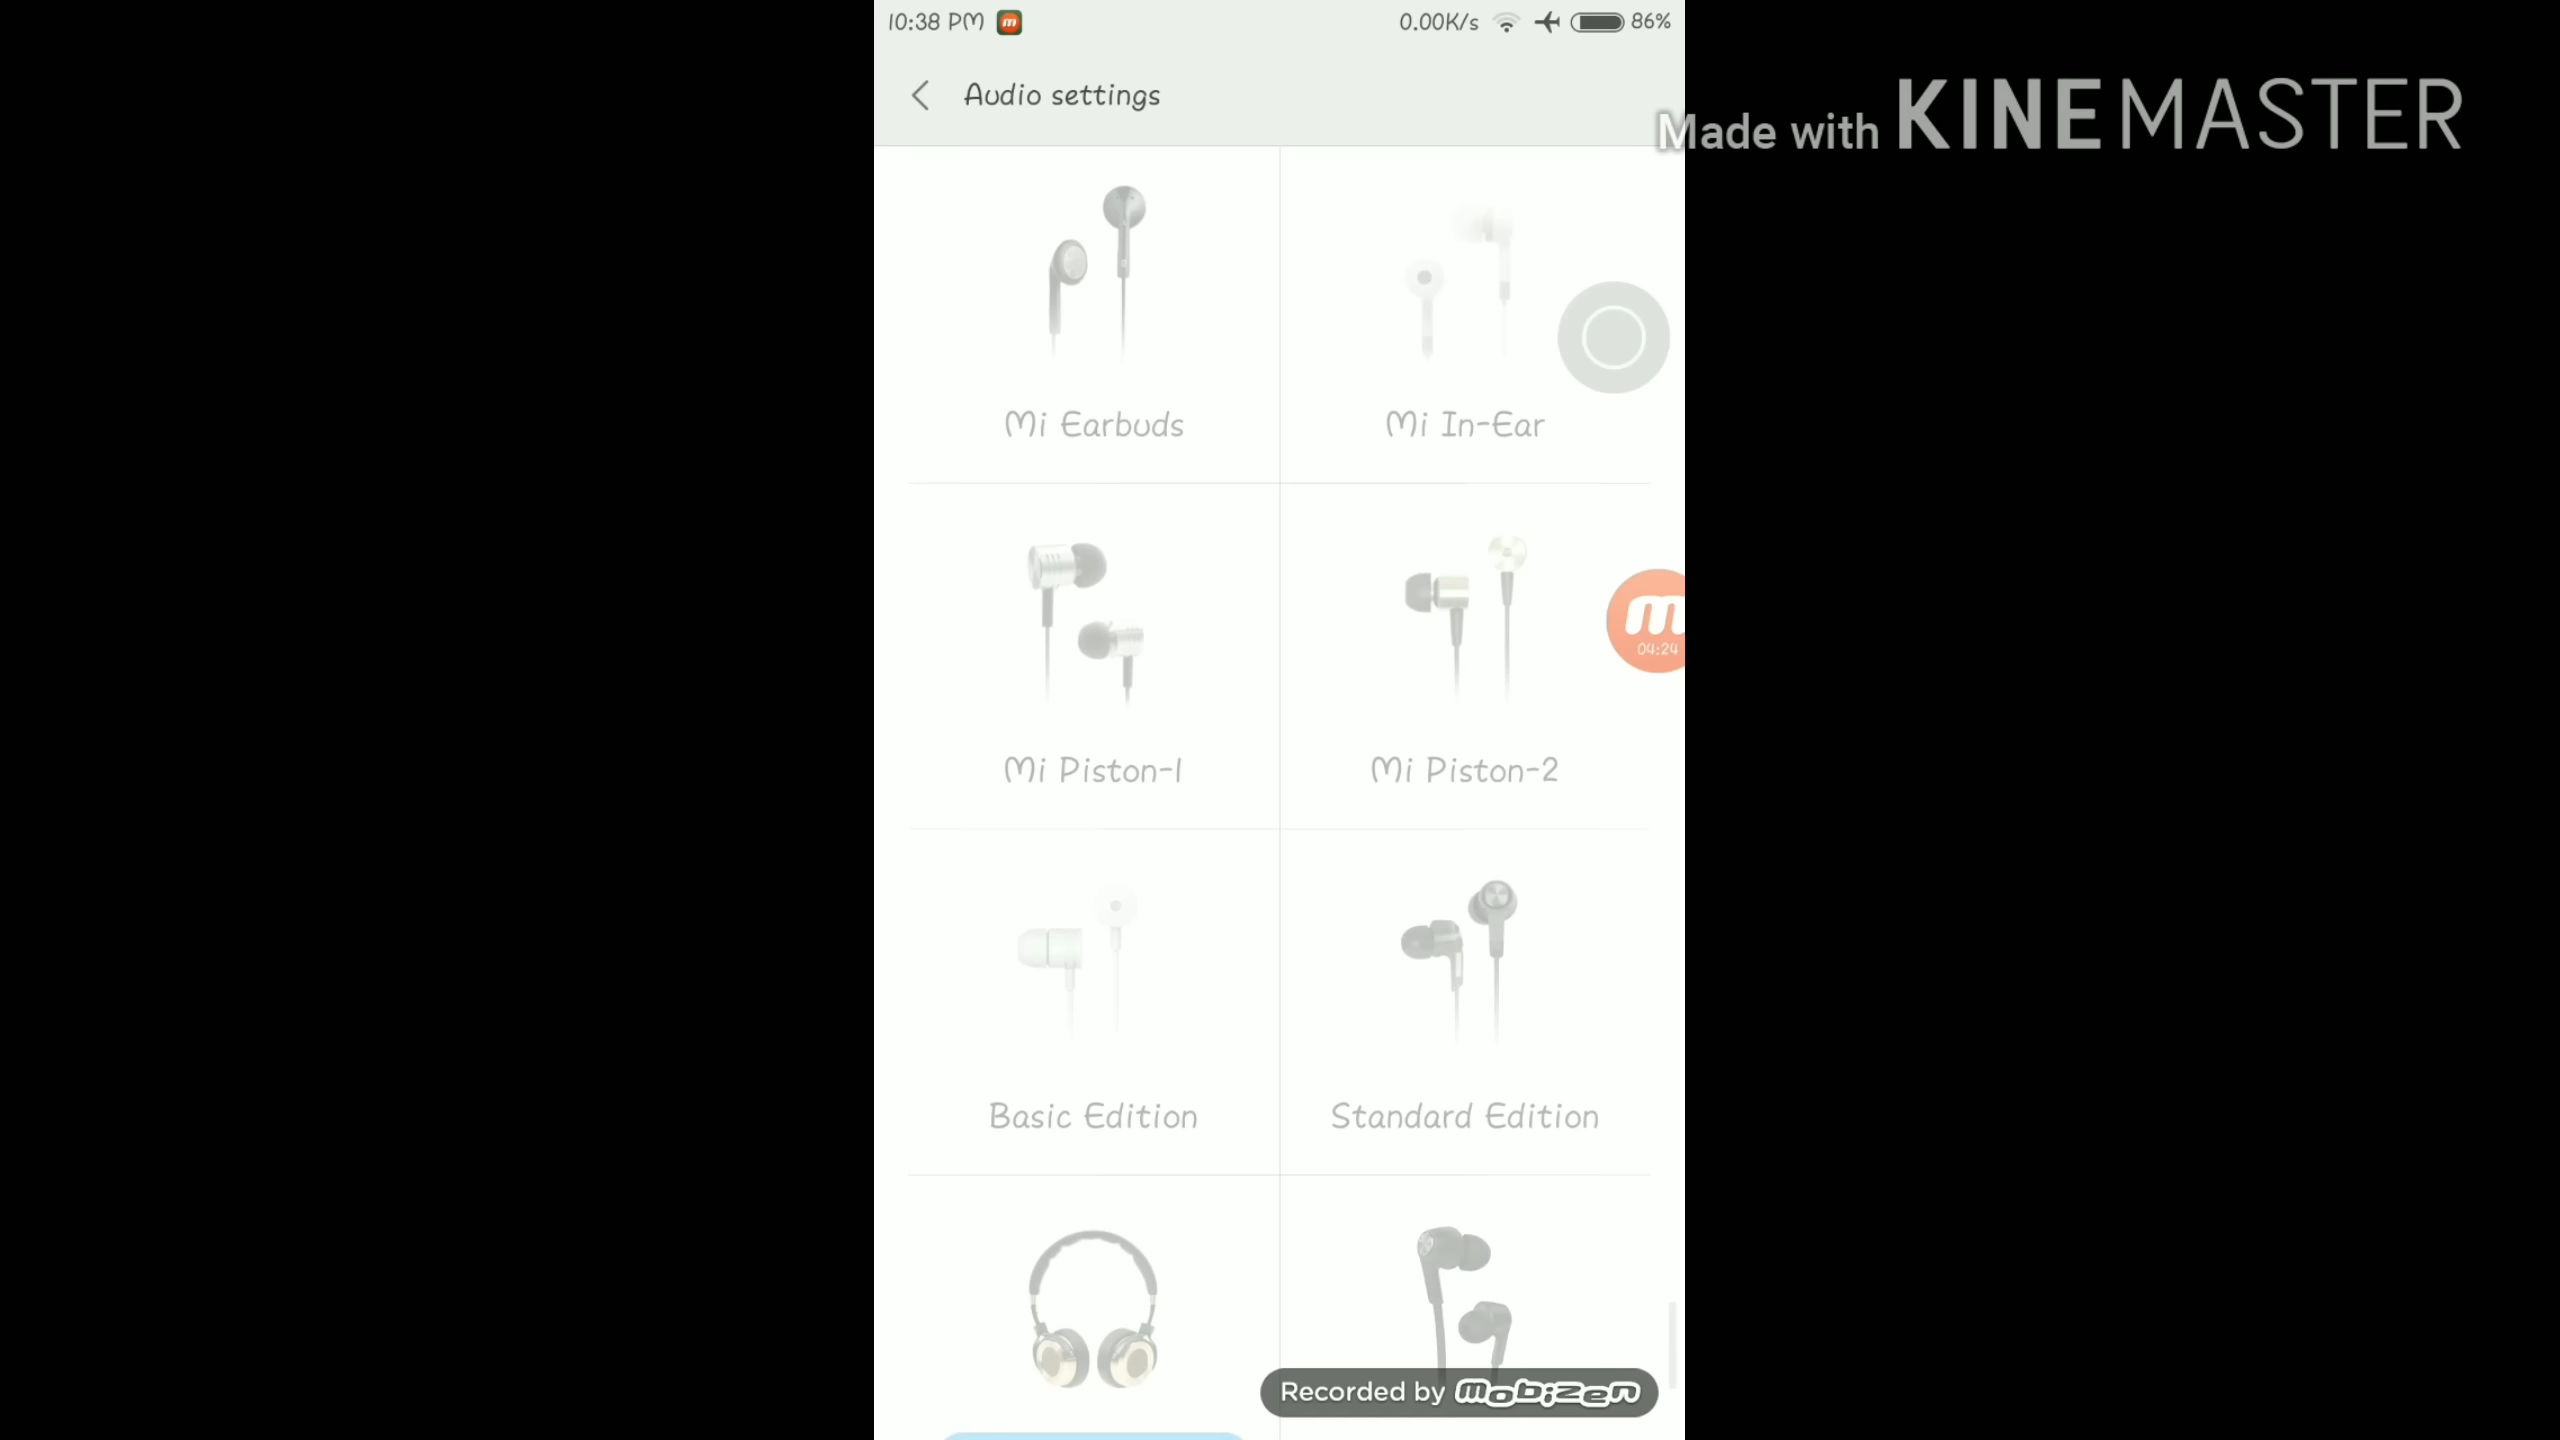 10:38 PM
0.00K/s
86%
Audio settings
Made with KINEMASTER
Mi Earbuds
Mi In-Ear
04:24
Mi Piston-1
Mi Piston-2
Basic Edition
Standard Edition
Recorded by mobizen